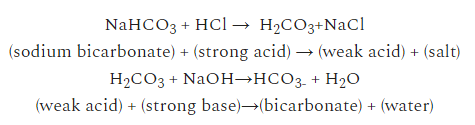 NaHCO3 + HCl → H₂CO3+NaCl
(sodium bicarbonate) + (strong acid) → (weak acid) + (salt)
H₂CO3 + NaOH→HCO3- + H₂O
(weak acid) + (strong base)→(bicarbonate) + (water)